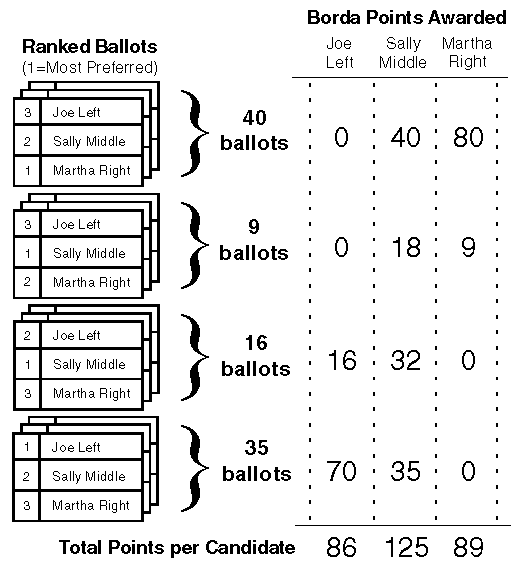 Borda Points Awarded
Ranked Ballots
(1=Most Preferred)
Joe Left
Sally Middle
Martha Right
3 Joe Left
2 Sally Middle
1 Martha Right
40 ballots
0 40 80
3 Joe Left
1 Sally Middle
2 Martha Right
9 ballots
0 18 9
2 Joe Left
1 Sally Middle
3 Martha Right
16 ballots
16 32 0
1 Joe Left
2 Sally Middle
3 Martha Right
35 ballots
70 35 0
Total Points per Candidate 86 125 89